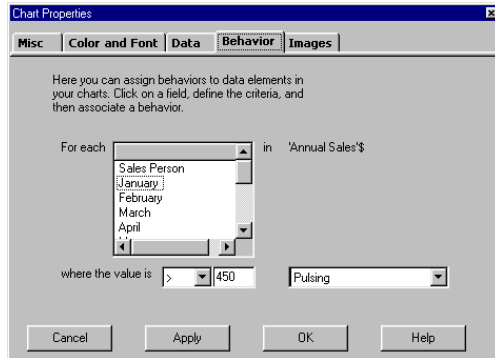 Chart Properties
Misc Color and Font Data Behavior Images
Here you can assign behaviors to data elements in
your charts. Click on a field, define the criteria, and
then associate a behavior.
For each in 'Annual Sales'$
Sales Person
January
February
March
April
where the value is > 450 Pulsing
Cancel Apply OK Help